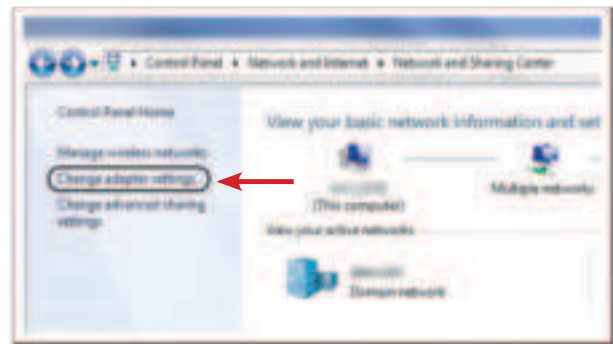 Control Panel ▸ Network and Internet ▸ Network and Sharing Center
Control Panel Home
Manage wireless networks
Change adapter settings
Change advanced sharing
settings
View your basic network information and set
(This computer)
Multiple networks
View your active networks
Domain network